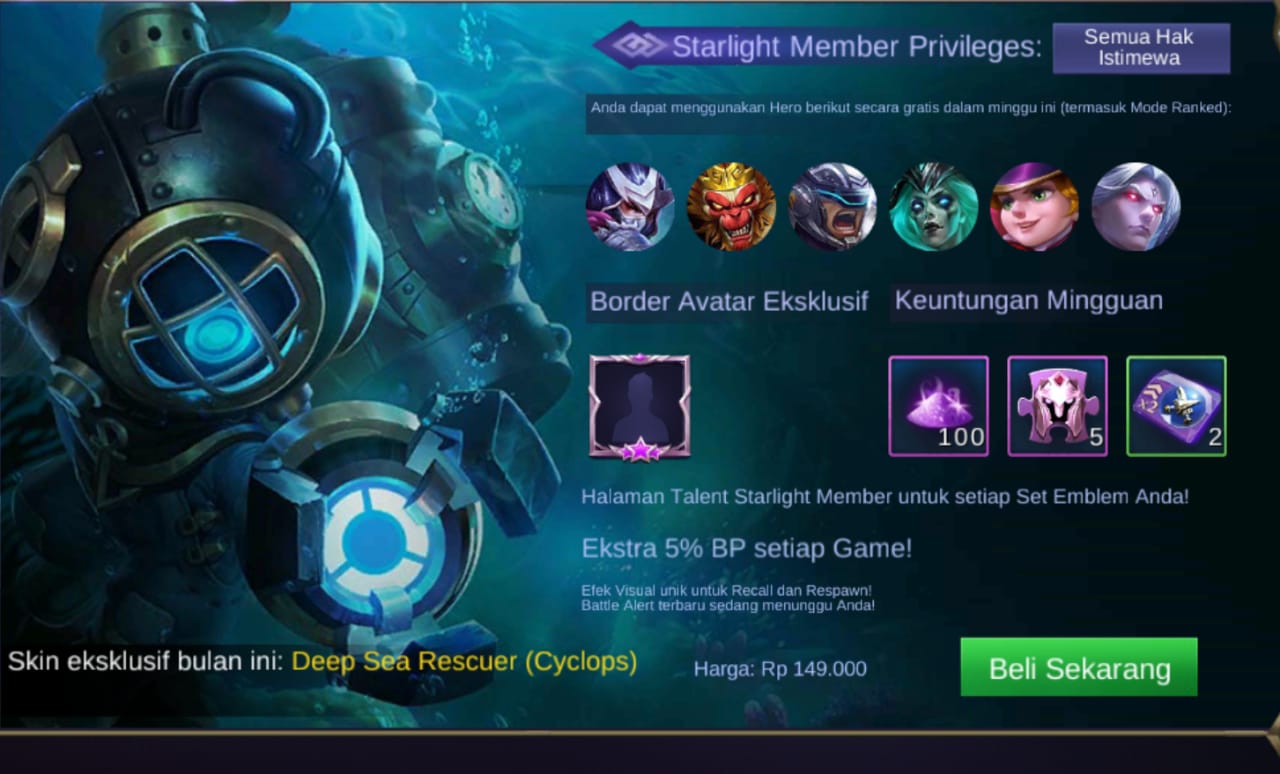 Starlight Member Privileges:
Semua Hak
Istimewa
Anda dapat menggunakan Hero berikut secara gratis dalam minggu ini (termasuk Mode Ranked):
Border Avatar Eksklusif
Keuntungan Mingguan
100
5
x2
2
Halaman Talent Starlight Member untuk setiap Set Emblem Anda!
Ekstra 5% BP setiap Game!
Efek Visual unik untuk Recall dan Respawn!
Battle Alert terbaru sedang menunggu Anda!
Skin eksklusif bulan ini: Deep Sea Rescuer (Cyclops)
Harga: Rp 149.000
Beli Sekarang